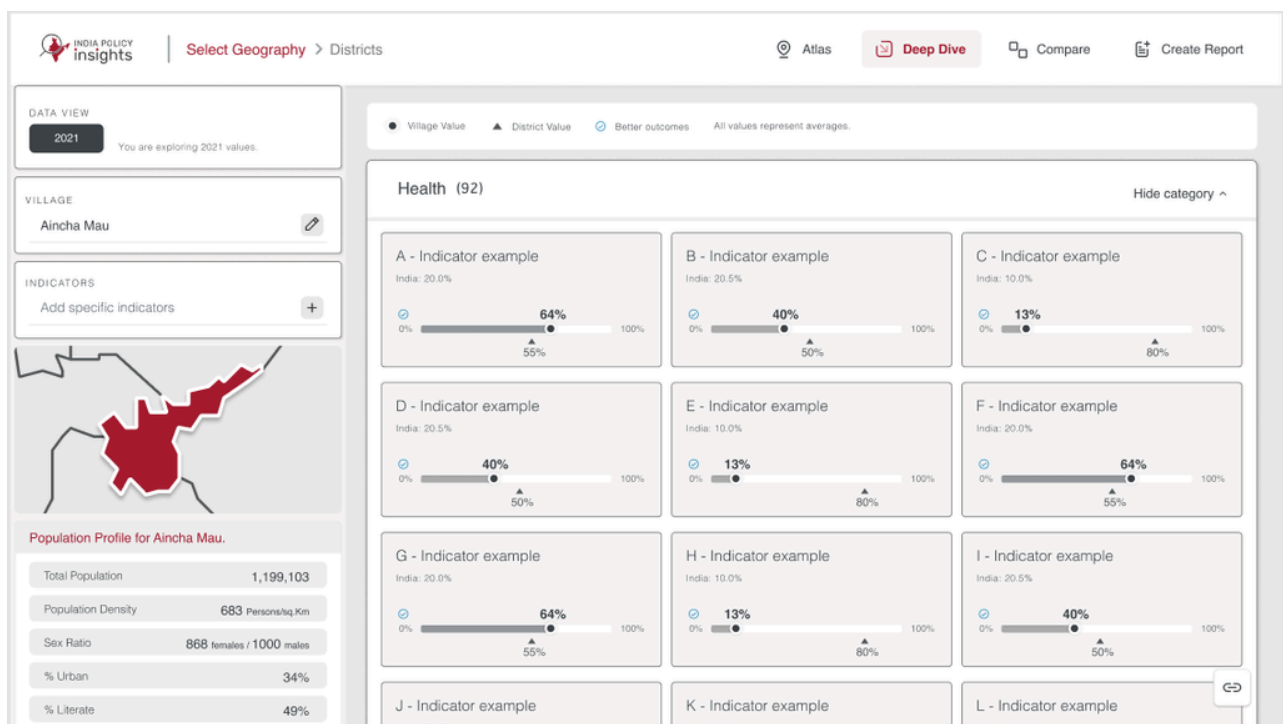 INDIA POLICY
insights
Select Geography > Districts
Atlas
Deep Dive
Compare
Create Report
DATA VIEW
2021
You are exploring 2021 values.
VILLAGE
Aincha Mau
INDICATORS
Add specific indicators
+
Population Profile for Aincha Mau.
Total Population 1,199,103
Population Density 683 Persons/sq.Km
Sex Ratio 868 females / 1000 males
% Urban 34%
% Literate 49%
Village Value District Value Better outcomes All values represent averages.
Health (92)
Hide category
A - Indicator example
India: 20.0%
64%
0% 100%
55%
B - Indicator example
India: 20.5%
40%
0% 100%
50%
C - Indicator example
India: 10.0%
13%
0% 100%
80%
D - Indicator example
India: 20.5%
40%
0% 100%
50%
E - Indicator example
India: 10.0%
13%
0% 100%
80%
F - Indicator example
India: 20.0%
64%
0% 100%
55%
G - Indicator example
India: 20.0%
64%
0% 100%
55%
H - Indicator example
India: 10.0%
13%
0% 100%
80%
I - Indicator example
India: 20.5%
40%
0% 100%
50%
J - Indicator example
K - Indicator example
L - Indicator example